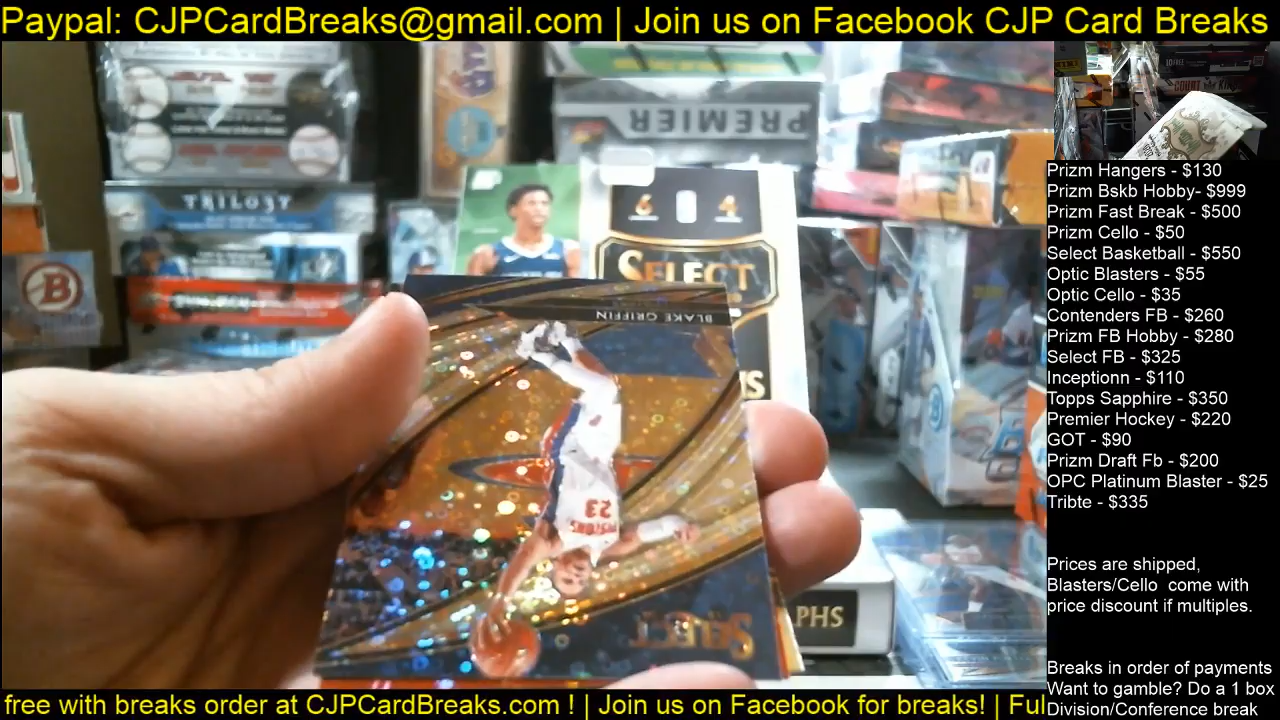 Paypal: CJPCardBreaks@gmail.com | Join us on Facebook CJP Card Breaks
Prizm Hangers - $130
Prizm Bskb Hobby- $999
Prizm Fast Break - $500
Prizm Cello - $50
Select Basketball - $550
Optic Blasters - $55
Optic Cello - $35
Contenders FB - $260
Prizm FB Hobby - $280
Select FB - $325
Inceptionn - $110
Topps Sapphire - $350
Premier Hockey - $220
GOT - $90
Prizm Draft Fb - $200
OPC Platinum Blaster - $25
Tribte - $335
Prices are shipped,
Blasters/Cello come with
price discount if multiples.
Breaks in order of payments
Want to gamble? Do a 1 box
Division/Conference break
PREMIER
TRILOGY
B
6 4
SELECT
BLAKE GRIFFIN
PISTONS
23
SELECT
PHS
free with breaks order at CJPCardBreaks.com ! | Join us on Facebook for breaks! | Ful